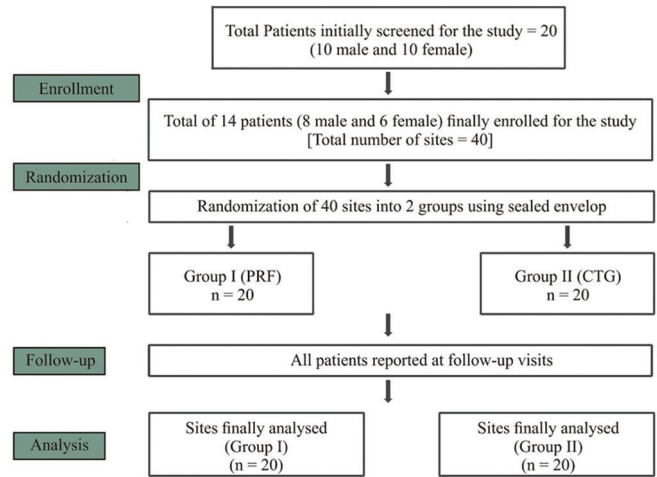 Total Patients initially screened for the study = 20
(10 male and 10 female)
Enrollment
Total of 14 patients (8 male and 6 female) finally enrolled for the study
[Total number of sites = 40]
Randomization
Randomization of 40 sites into 2 groups using sealed envelop
Group I (PRF)
n = 20
Group II (CTG)
n = 20
Follow-up
All patients reported at follow-up visits
Analysis
Sites finally analysed
(Group I)
(n = 20)
Sites finally analysed
(Group II)
(n = 20)